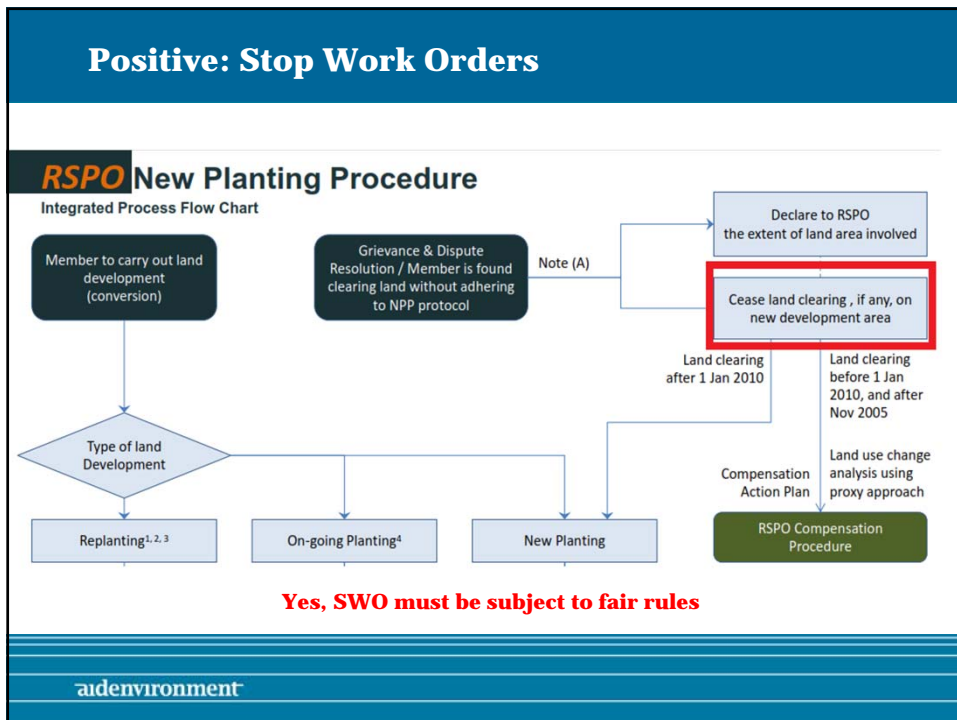 Positive: Stop Work Orders
RSPO New Planting Procedure
Integrated Process Flow Chart
Member to carry out land
development
(conversion)
Grievance & Dispute
Resolution / Member is found
clearing land without adhering
to NPP protocol
Note (A)
Declare to RSPO
the extent of land area involved
Cease land clearing , if any, on
new development area
Land clearing
after 1 Jan 2010
Land clearing
before 1 Jan
2010, and after
Nov 2005
Type of land
Development
Compensation
Action Plan
Land use change
analysis using
proxy approach
Replanting1, 2, 3
On-going Planting4
New Planting
RSPO Compensation
Procedure
Yes, SWO must be subject to fair rules
aidenvironment